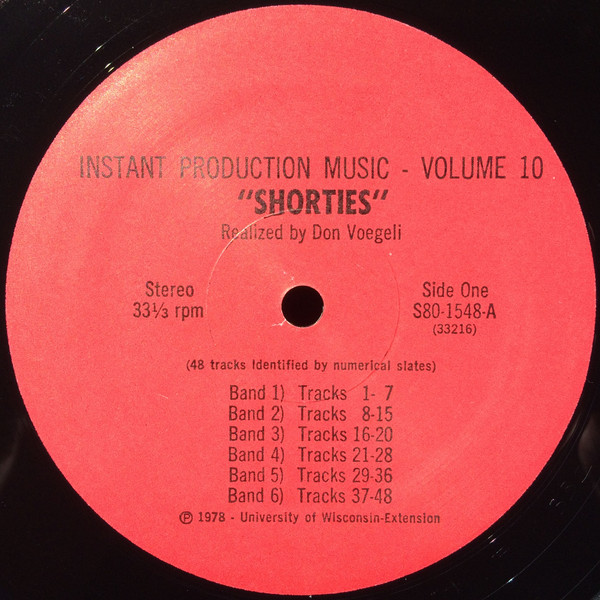 INSTANT PRODUCTION MUSIC - VOLUME 10
"SHORTIES"
Realized by Don Voegeli
Stereo
33⅓ rpm
Side One
S80-1548-A
(33216)
(48 tracks identified by numerical slates)
Band 1) Tracks 1- 7
Band 2) Tracks 8-15
Band 3) Tracks 16-20
Band 4) Tracks 21-28
Band 5) Tracks 29-36
Band 6) Tracks 37-48
℗ 1978 - University of Wisconsin-Extension